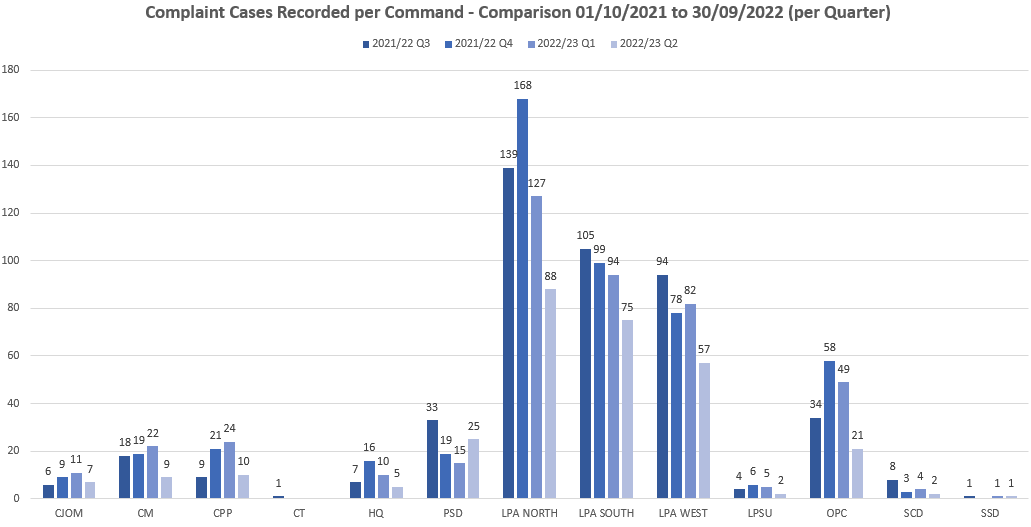 Complaint Cases Recorded per Command - Comparison 01/10/2021 to 30/09/2022 (per Quarter)
2021/22 Q3 2021/22 Q4 2022/23 Q1 2022/23 Q2
180
160
140
120
100
80
60
40
20
0
6 9 11 7
18 19 22 9
9 21 24 10
1
7 16 10 5
33 19 15 25
139 168 127 88
105 99 94 75
94 78 82 57
4 6 5 2
34 58 49 21
8 3 4 2
1 1 1
CJOM CM CPP CT HQ PSD LPA NORTH LPA SOUTH LPA WEST LPSU OPC SCD SSD